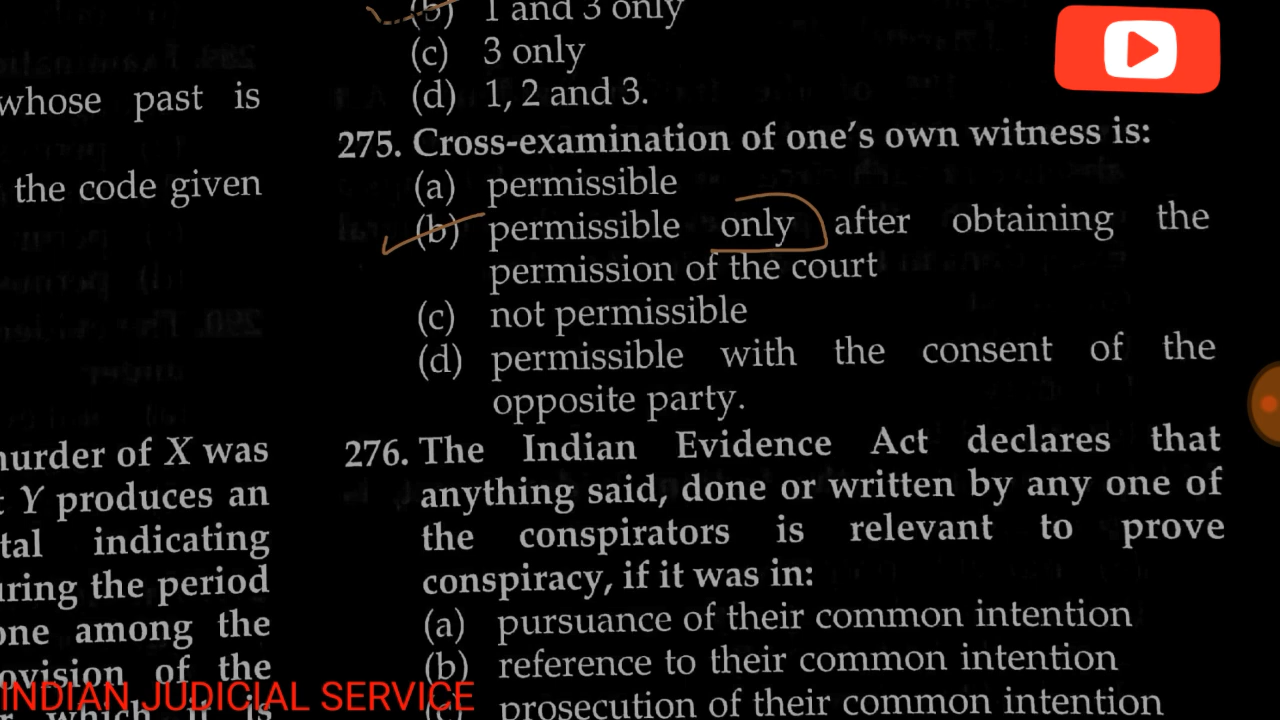 whose past is
the code given
murder of X was
Y produces an
tal indicating
uring the period
one among the
ovision of the
which it is
(b) 1 and 3 only
(c) 3 only
(d) 1, 2 and 3.
275. Cross-examination of one's own witness is:
(a) permissible
(b) permissible only after obtaining the
permission of the court
(c) not permissible
(d) permissible with the consent of the
opposite party.
276. The Indian Evidence Act declares that
anything said, done or written by any one of
the conspirators is relevant to prove
conspiracy, if it was in:
(a) pursuance of their common intention
(b) reference to their common intention
(c) prosecution of their common intention
INDIAN JUDICIAL SERVICE